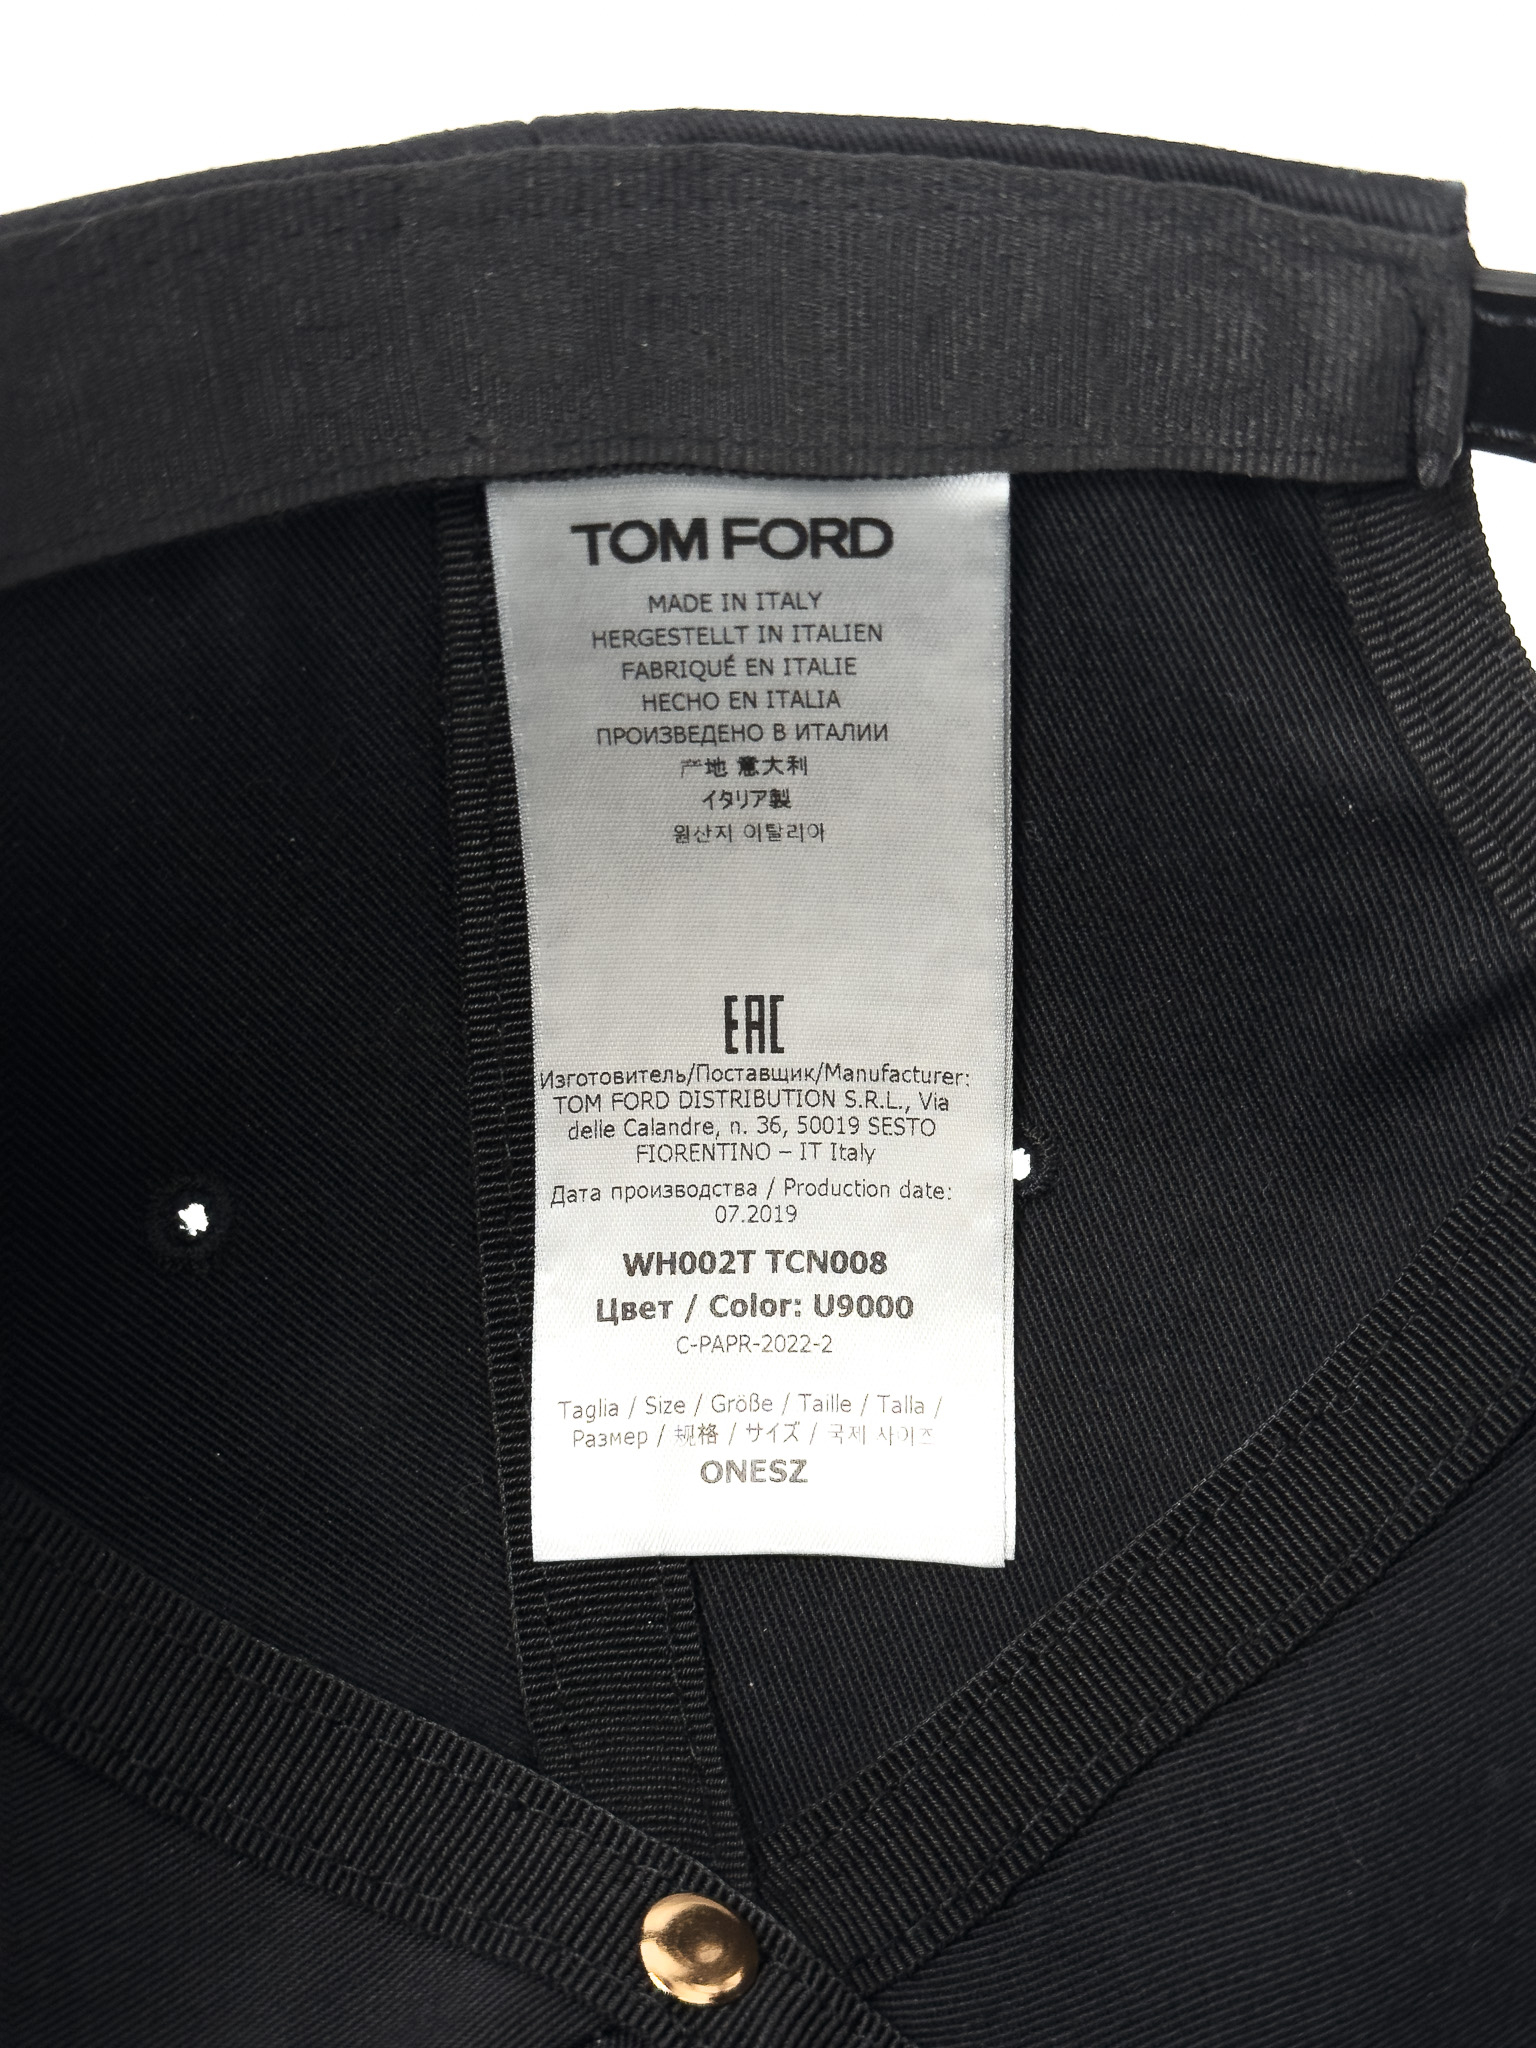 TOM FORD
MADE IN ITALY
HERGESTELLT IN ITALIEN
FABRIQUÉ EN ITALIE
HECHO EN ITALIA
ПРОИЗВЕДЕНО В ИТАЛИИ
产地 意大利
イタリア製
원산지 이탈리아
EAC
Изготовитель/Поставщик/Manufacturer:
TOM FORD DISTRIBUTION S.R.L., Via
delle Calandre, n. 36, 50019 SESTO
FIORENTINO – IT Italy
Дата производства / Production date:
07.2019
WH002T TCN008
Цвет / Color: U9000
C-PAPR-2022-2
Taglia / Size / Größe / Taille / Talla /
Размер / 规格 / サイズ / 국제 사이즈
ONESZ